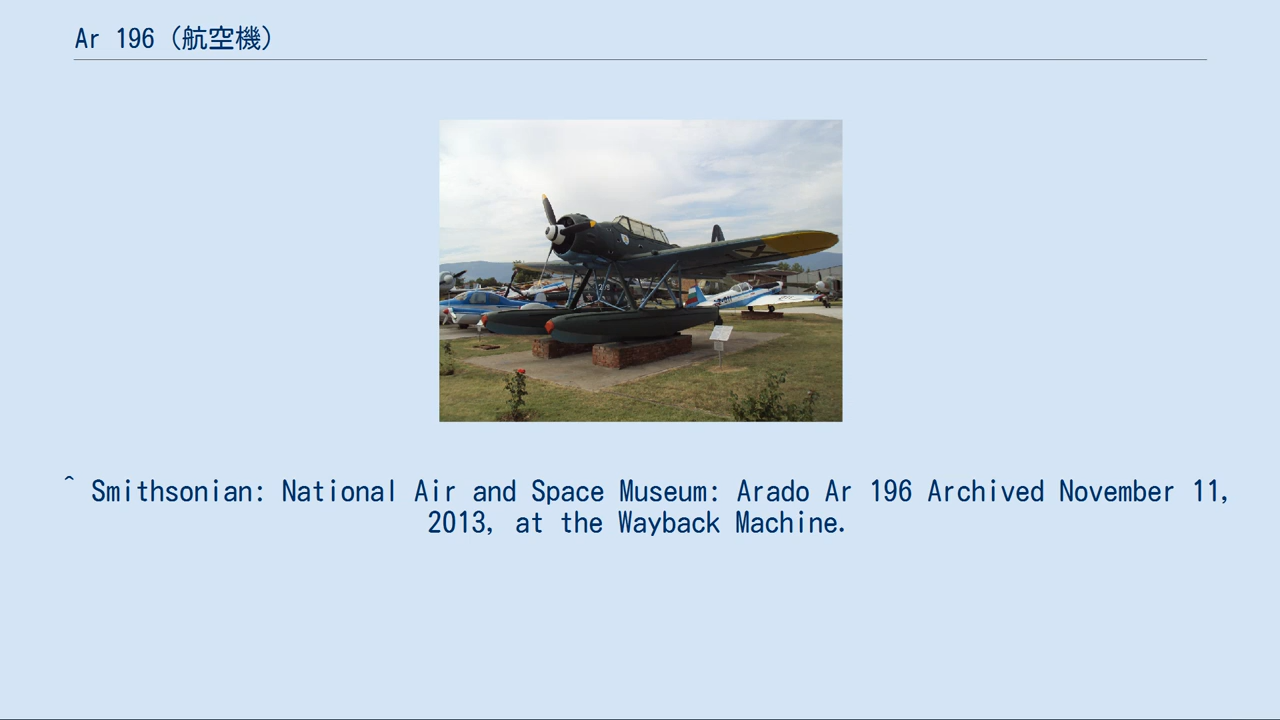 Ar 196（航空機）
^ Smithsonian: National Air and Space Museum: Arado Ar 196 Archived November 11,
2013, at the Wayback Machine.